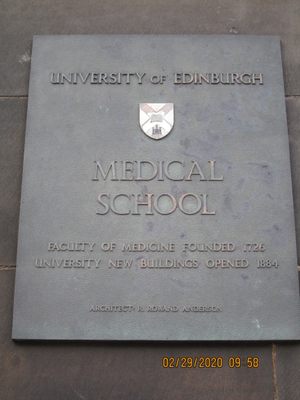 UNIVERSITY OF EDINBURGH
MEDICAL
SCHOOL
FACULTY OF MEDICINE FOUNDED 1726
UNIVERSITY NEW BUILDINGS OPENED 1884
ARCHITECT: R. ROWAND ANDERSON
02/29/2020 09 58